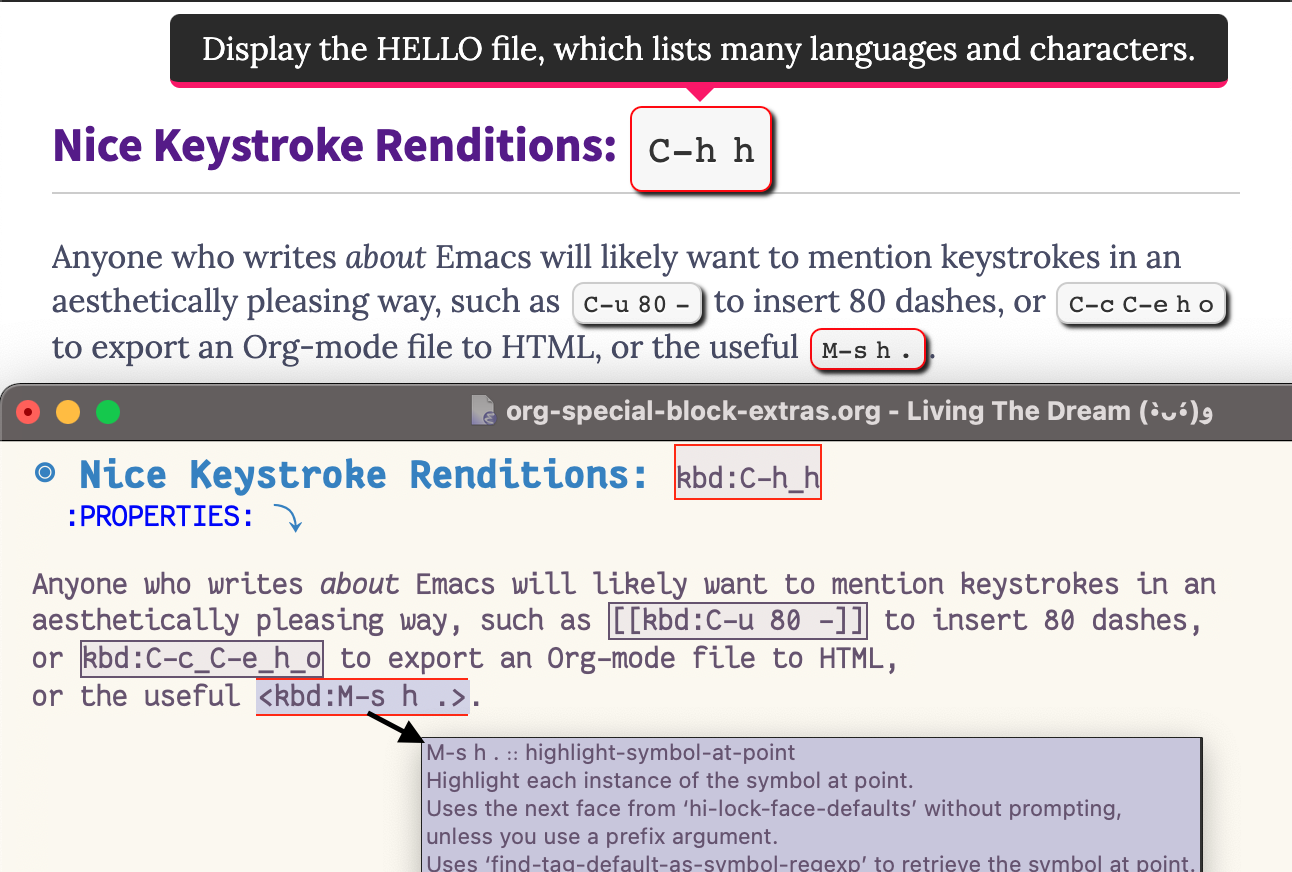 Display the HELLO file, which lists many languages and characters.
Nice Keystroke Renditions: C-h h
Anyone who writes about Emacs will likely want to mention keystrokes in an
aesthetically pleasing way, such as C-u 80 - to insert 80 dashes, or C-c C-e h o
to export an Org-mode file to HTML, or the useful M-s h . .
org-special-block-extras.org - Living The Dream (•̀ᴗ•́)و
Nice Keystroke Renditions: kbd:C-h_h
:PROPERTIES:
Anyone who writes about Emacs will likely want to mention keystrokes in an
aesthetically pleasing way, such as [[kbd:C-u 80 -]] to insert 80 dashes,
or kbd:C-c_C-e_h_o to export an Org-mode file to HTML,
or the useful <kbd:M-s h .>.
M-s h . :: highlight-symbol-at-point
Highlight each instance of the symbol at point.
Uses the next face from ‘hi-lock-face-defaults’ without prompting,
unless you use a prefix argument.
Uses ‘find-tag-default-as-symbol-regexp’ to retrieve the symbol at point.